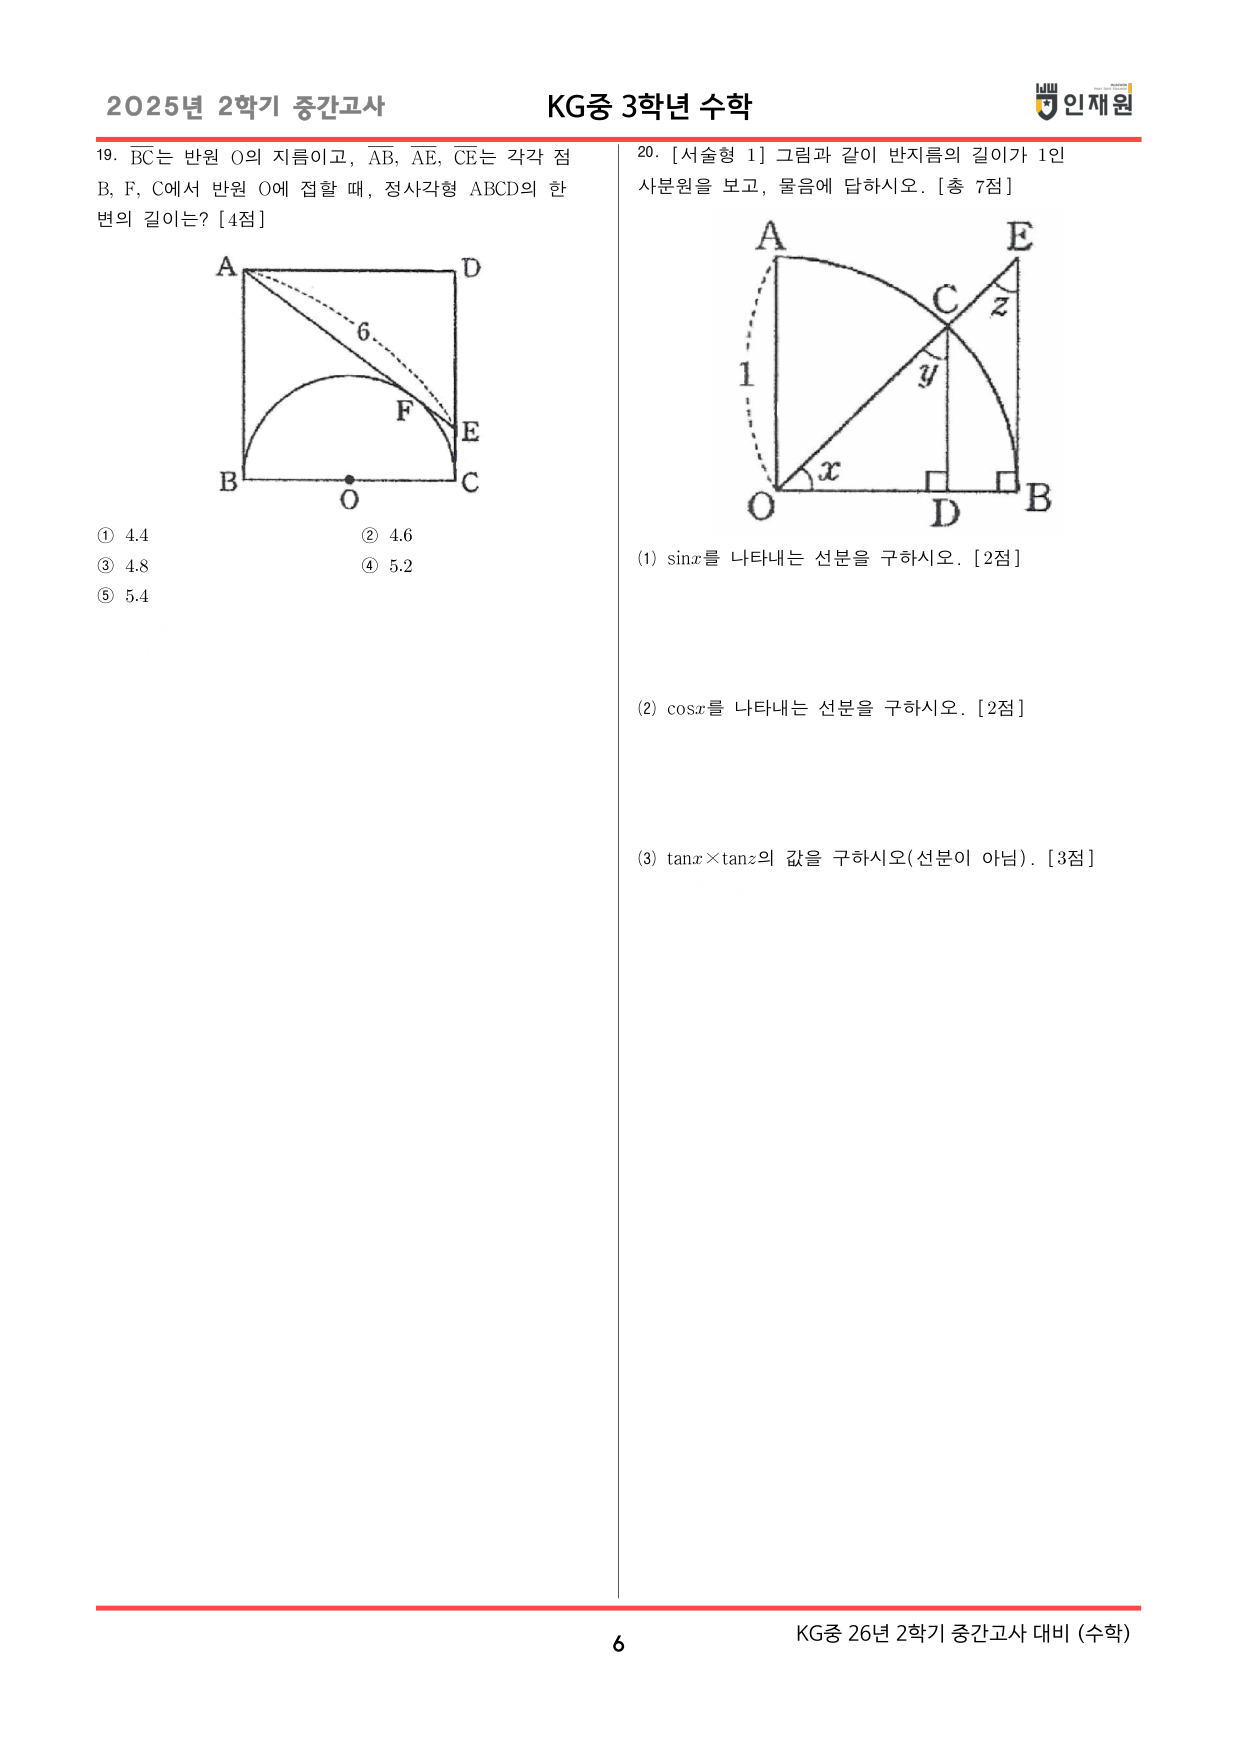 2025년 2학기 중간고사
KG중 3학년 수학
인재원
19. BC는 반원 O의 지름이고, AB, AE, CE는 각각 점
B, F, C에서 반원 O에 접할 때, 정사각형 ABCD의 한
변의 길이는? [4점]
A
D
6
F
E
B
O
C
① 4.4
② 4.6
③ 4.8
④ 5.2
⑤ 5.4
20. [서술형 1] 그림과 같이 반지름의 길이가 1인
사분원을 보고, 물음에 답하시오. [총 7점]
A
E
C
z
1
y
x
O
D
B
(1) sinx를 나타내는 선분을 구하시오. [2점]
(2) cosx를 나타내는 선분을 구하시오. [2점]
(3) tanx×tanz의 값을 구하시오(선분이 아님). [3점]
6
KG중 26년 2학기 중간고사 대비 (수학)